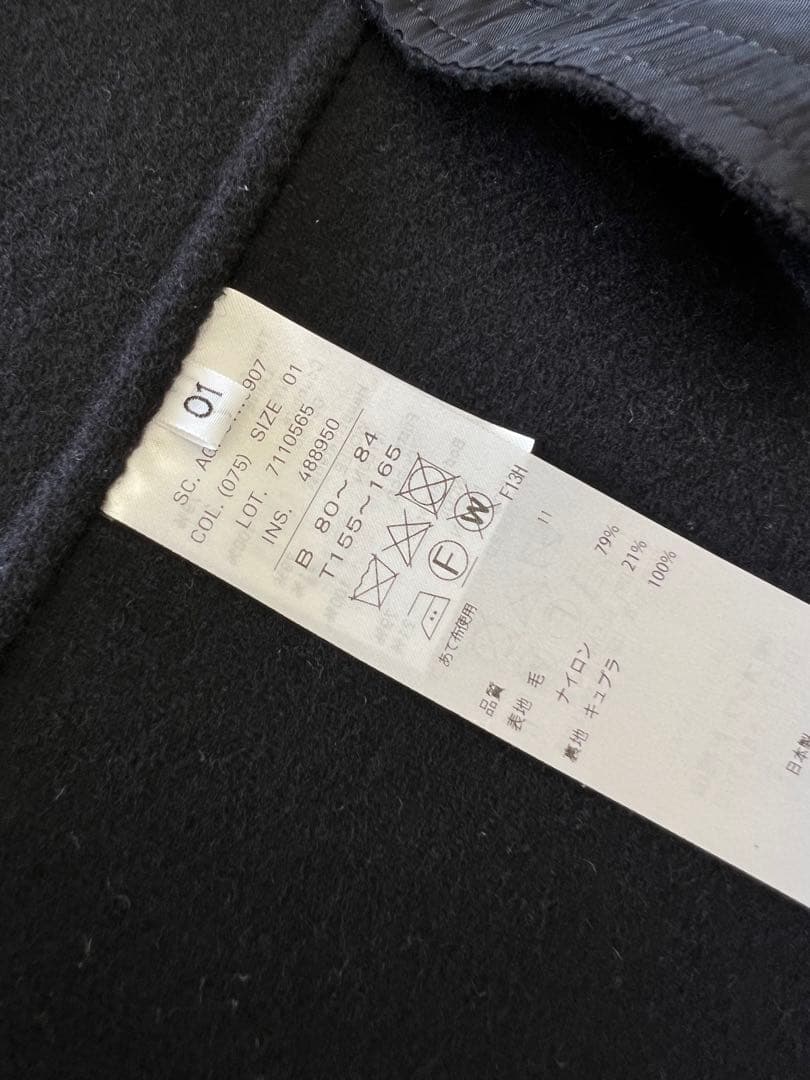 01
SC. AC 907
COL. (075) SIZE 01
LOT. 7110565
INS. 488950
B 80～ 84
T155～165
F W
あて布使用
F13H
11
品質
表地 毛 79%
ナイロン 21%
裏地 キュプラ 100%
日本製